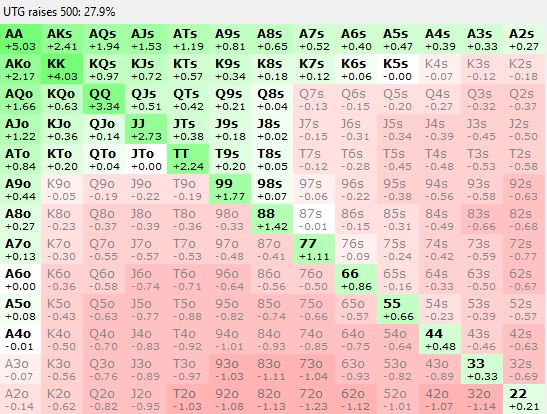 UTG raises 500: 27.9%
AA AKs AQs AJs ATs A9s A8s A7s A6s A5s A4s A3s A2s
+5.03 +2.41 +1.94 +1.53 +1.19 +0.81 +0.65 +0.52 +0.40 +0.47 +0.39 +0.33 +0.27
AKo KK KQs KJs KTs K9s K8s K7s K6s K5s K4s K3s K2s
+2.17 +4.03 +0.97 +0.72 +0.57 +0.34 +0.18 +0.12 +0.06 -0.00 -0.07 -0.12 -0.18
AQo KQo QQ QJs QTs Q9s Q8s Q7s Q6s Q5s Q4s Q3s Q2s
+1.66 +0.63 +3.34 +0.51 +0.42 +0.21 +0.04 -0.13 -0.15 -0.20 -0.27 -0.32 -0.37
AJo KJo QJo JJ JTs J9s J8s J7s J6s J5s J4s J3s J2s
+1.22 +0.36 +0.14 +2.73 +0.38 +0.18 +0.02 -0.15 -0.31 -0.34 -0.39 -0.45 -0.50
ATo KTo QTo JTo TT T9s T8s T7s T6s T5s T4s T3s T2s
+0.84 +0.20 +0.04 +0.00 +2.24 +0.20 +0.05 -0.12 -0.28 -0.45 -0.48 -0.53 -0.58
A9o K9o Q9o J9o T9o 99 98s 97s 96s 95s 94s 93s 92s
+0.44 -0.05 -0.19 -0.22 -0.19 +1.77 +0.07 -0.06 -0.22 -0.38 -0.56 -0.58 -0.63
A8o K8o Q8o J8o T8o 98o 88 87s 86s 85s 84s 83s 82s
+0.28 -0.23 -0.37 -0.39 -0.36 -0.33 +1.42 -0.01 -0.15 -0.31 -0.49 -0.66 -0.68
A7o K7o Q7o J7o T7o 97o 87o 77 76s 75s 74s 73s 72s
+0.13 -0.30 -0.55 -0.57 -0.53 -0.48 -0.41 +1.11 -0.09 -0.24 -0.42 -0.59 -0.77
A6o K6o Q6o J6o T6o 96o 86o 76o 66 65s 64s 63s 62s
+0.00 -0.36 -0.58 -0.74 -0.71 -0.64 -0.56 -0.50 +0.86 -0.16 -0.33 -0.50 -0.67
A5o K5o Q5o J5o T5o 95o 85o 75o 65o 55 54s 53s 52s
+0.08 -0.43 -0.63 -0.77 -0.88 -0.82 -0.74 -0.66 -0.57 +0.66 -0.23 -0.39 -0.57
A4o K4o Q4o J4o T4o 94o 84o 74o 64o 54o 44 43s 42s
-0.01 -0.50 -0.70 -0.83 -0.92 -1.01 -0.93 -0.85 -0.75 -0.64 +0.48 -0.46 -0.63
A3o K3o Q3o J3o T3o 93o 83o 73o 63o 53o 43o 33 32s
-0.07 -0.56 -0.76 -0.89 -0.97 -1.03 -1.11 -1.04 -0.93 -0.82 -0.89 +0.33 -0.69
A2o K2o Q2o J2o T2o 92o 82o 72o 62o 52o 42o 32o 22
-0.14 -0.62 -0.82 -0.95 -1.03 -1.08 -1.13 -1.23 -1.12 -1.01 -1.07 -1.14 +0.21